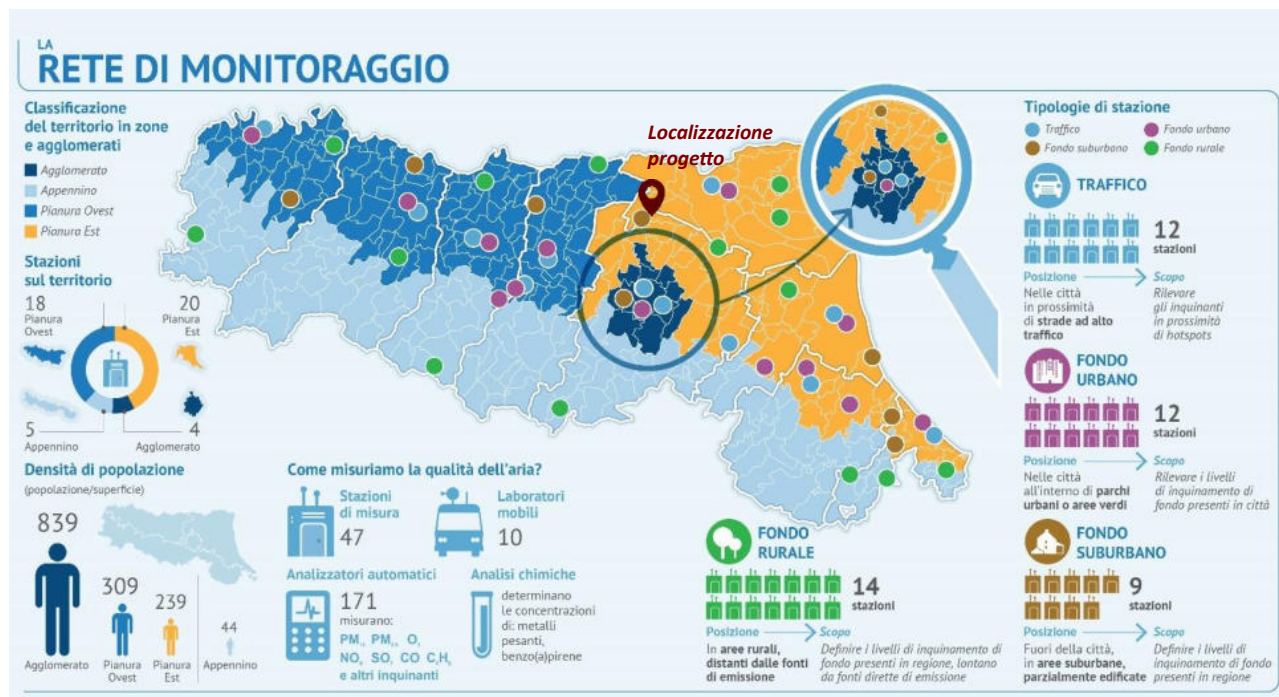 LA
RETE DI MONITORAGGIO
Classificazione
del territorio in zone
e agglomerati
Agglomerato
Appennino
Pianura Ovest
Pianura Est
Stazioni
sul territorio
18
Pianura
Ovest
20
Pianura
Est
5
Appennino
4
Agglomerato
Densità di popolazione
(popolazione/superficie)
839
309
239
44
Agglomerato
Pianura
Ovest
Pianura
Est
Appennino
Localizzazione
progetto
Come misuriamo la qualità dell'aria?
Stazioni
di misura
47
Laboratori
mobili
10
Analizzatori automatici
171
misurano:
PM., PM,,, O,
NO, SO, CO C,H,
e altri inquinanti
Analisi chimiche
determinano
le concentrazioni
di: metalli
pesanti,
benzo(a)pirene
Tipologie di stazione
Traffico
Fondo urbano
Fondo suburbano
Fondo rurale
TRAFFICO
12
stazioni
Posizione
Nelle città
in prossimità
di strade ad alto
traffico
Scopo
Rilevare
gli inquinanti
in prossimità
di hotspots
FONDO
URBANO
12
stazioni
Posizione
Nelle città
all'interno di parchi
urbani o aree verdi
Scopo
Rilevare i livelli
di inquinamento di
fondo presenti in città
FONDO
RURALE
14
stazioni
Posizione
In aree rurali,
distanti dalle fonti
di emissione
Scopo
Definire i livelli di inquinamento di
fondo presenti in regione, lontano
da fonti dirette di emissione
FONDO
SUBURBANO
9
stazioni
Posizione
Fuori della città,
in aree suburbane,
parzialmente edificate
Scopo
Definire i livelli di
inquinamento di fondo
presenti in regione